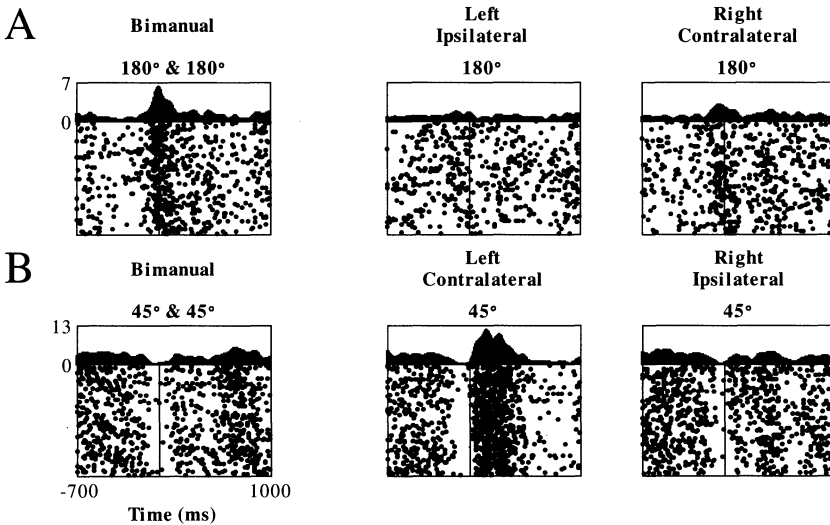 A
Bimanual
180° & 180°
Left
Ipsilateral
180°
Right
Contralateral
180°
7
0
B
Bimanual
45° & 45°
Left
Contralateral
45°
Right
Ipsilateral
45°
13
0
-700
1000
Time (ms)